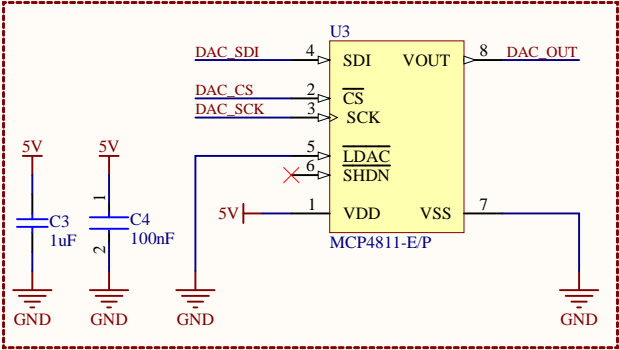 U3
DAC_SDI 4 SDI VOUT 8 DAC_OUT
DAC_CS 2 CS
DAC_SCK 3 SCK
5 LDAC
6 SHDN
5V 1 VDD VSS 7
MCP4811-E/P
5V 5V
C3 1uF
1 C4 100nF 2
GND GND GND GND